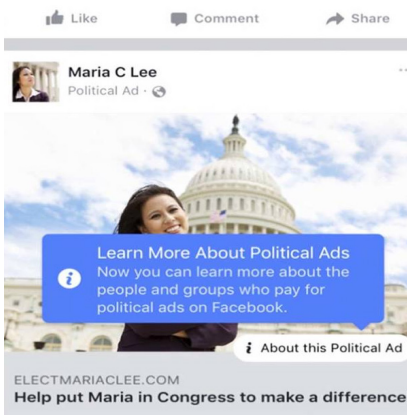 Like Comment Share
Maria C Lee
Political Ad ·
Learn More About Political Ads
Now you can learn more about the
people and groups who pay for
political ads on Facebook.
About this Political Ad
ELECTMARIACLEE.COM
Help put Maria in Congress to make a difference